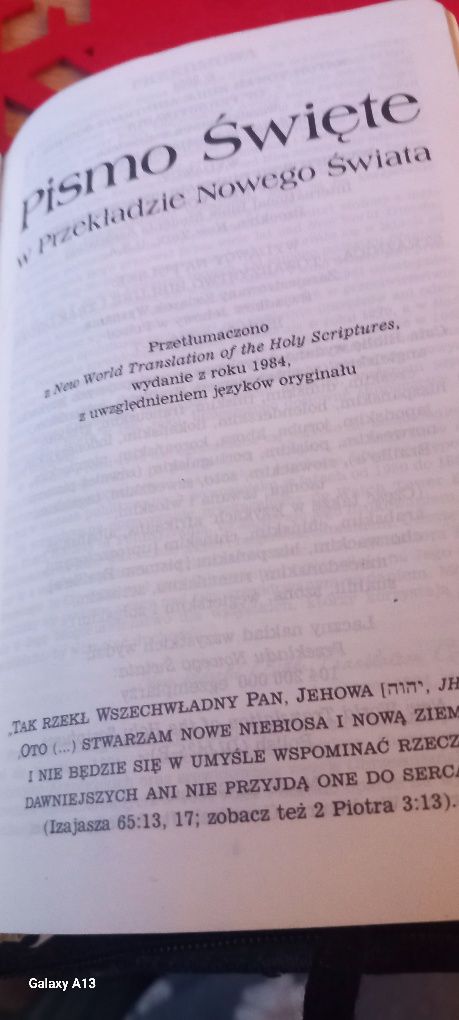 Pismo Święte
w Przekładzie Nowego Świata
Przetłumaczono
z New World Translation of the Holy Scriptures,
wydanie z roku 1984,
z uwzględnieniem języków oryginału
„TAK RZEKŁ WSZECHWŁADNY PAN, JEHOWA [יהוה, JH
‚OTO (...) STWARZAM NOWE NIEBIOSA I NOWĄ ZIEM
I NIE BĘDZIE SIĘ W UMYŚLE WSPOMINAĆ RZECZ
DAWNIEJSZYCH ANI NIE PRZYJDĄ ONE DO SERCA
(Izajasza 65:13, 17; zobacz też 2 Piotra 3:13).
Galaxy A13